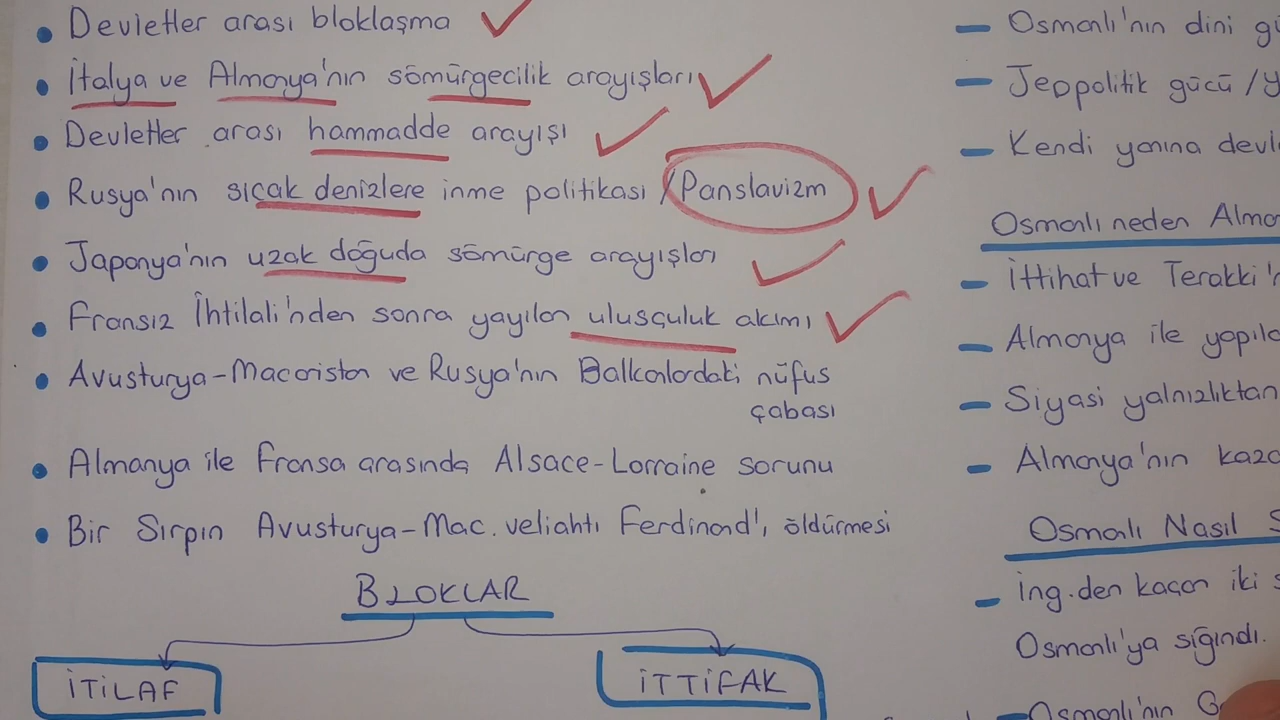 Devletler arası bloklaşma
İtalya ve Almanya'nın sömürgecilik arayışları
Devletler arası hammadde arayışı
Rusya'nın sıcak denizlere inme politikası / Panslavizm
Japonya'nın uzak doğuda sömürge arayışları
Fransız İhtilali'nden sonra yayılan ulusçuluk akımı
Avusturya-Macaristan ve Rusya'nın Balkanlardaki nüfus
çabası
Almanya ile Fransa arasında Alsace-Lorraine sorunu
Bir Sırpın Avusturya-Mac. veliahtı Ferdinand'ı öldürmesi
BLOKLAR
İTİLAF
İTTİFAK
Osmanlı'nın dini
Jeopolitik gücü /
Kendi yanına
Osmanlı neden
İttihat ve Terakki'
Almanya ile
Siyasi yalnızlıktan
Almanya'nın
Osmanlı Nasıl
İng.den kaçan iki
Osmanlı'ya sığındı.
Osmanlı'nın